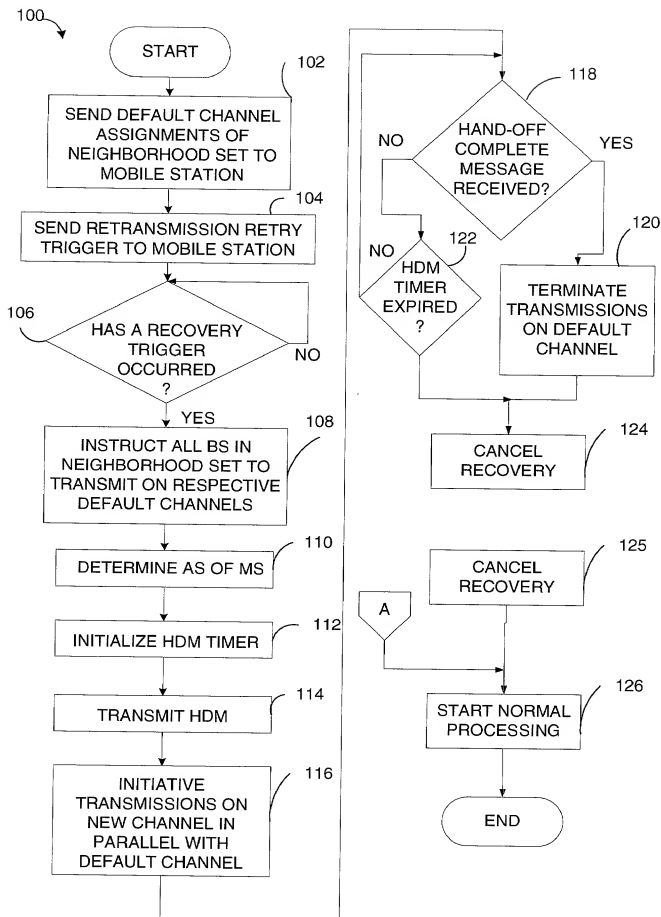 100
START
102
SEND DEFAULT CHANNEL
ASSIGNMENTS OF
NEIGHBORHOOD SET TO
MOBILE STATION
104
SEND RETRANSMISSION RETRY
TRIGGER TO MOBILE STATION
106
HAS A RECOVERY
TRIGGER
OCCURRED
?
NO
YES
108
INSTRUCT ALL BS IN
NEIGHBORHOOD SET TO
TRANSMIT ON RESPECTIVE
DEFAULT CHANNELS
110
DETERMINE AS OF MS
112
INITIALIZE HDM TIMER
114
TRANSMIT HDM
116
INITIATIVE
TRANSMISSIONS ON
NEW CHANNEL IN
PARALLEL WITH
DEFAULT CHANNEL
118
HAND-OFF
COMPLETE
MESSAGE
RECEIVED?
NO
YES
122
NO
HDM
TIMER
EXPIRED
?
120
TERMINATE
TRANSMISSIONS
ON DEFAULT
CHANNEL
124
CANCEL
RECOVERY
125
CANCEL
RECOVERY
A
126
START NORMAL
PROCESSING
END